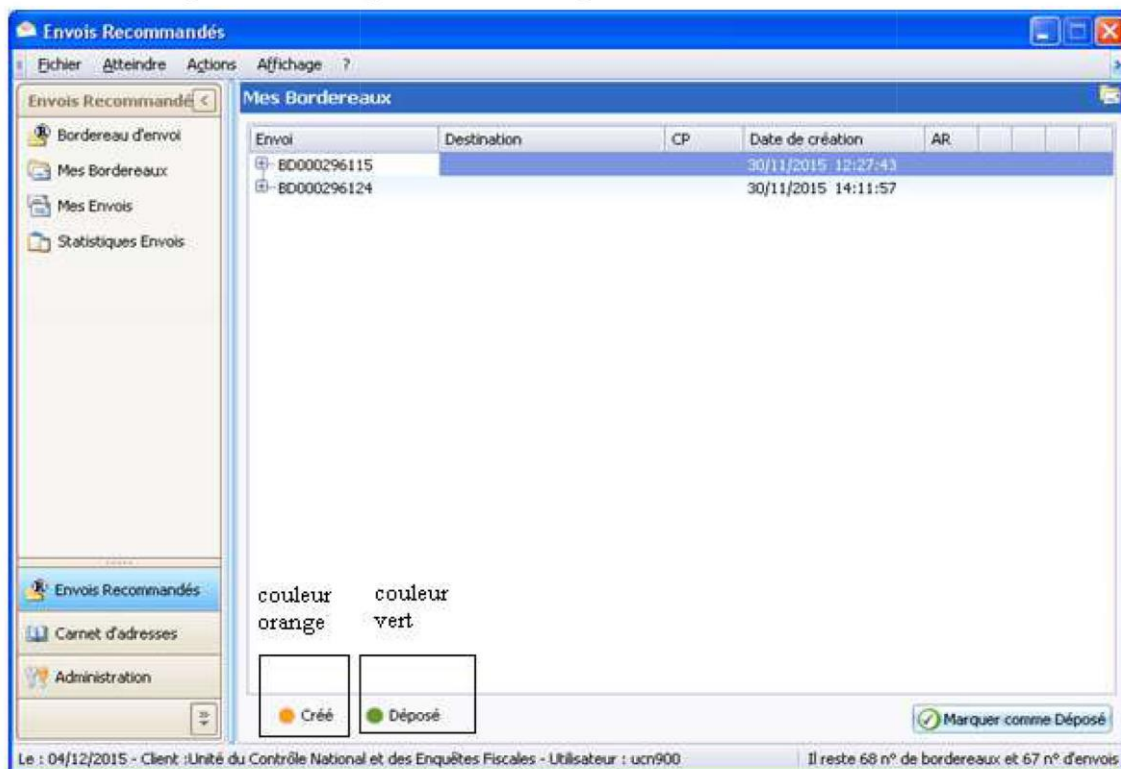 Envois Recommandés
Fichier Atteindre Actions Affichage ?
Envois Recommandé <
Mes Bordereaux
Bordereau d'envoi
Mes Bordereaux
Mes Envois
Statistiques Envois
Envoi Destination CP Date de création AR
BD000296115 30/11/2015 12:27:43
BD000296124 30/11/2015 14:11:57
Envois Recommandés
Carnet d'adresses
Administration
couleur orange
couleur vert
Créé
Déposé
Marquer comme Déposé
Le : 04/12/2015 - Client :Unité du Contrôle National et des Enquêtes Fiscales - Utilisateur : ucn900
Il reste 68 n° de bordereaux et 67 n° d'envois